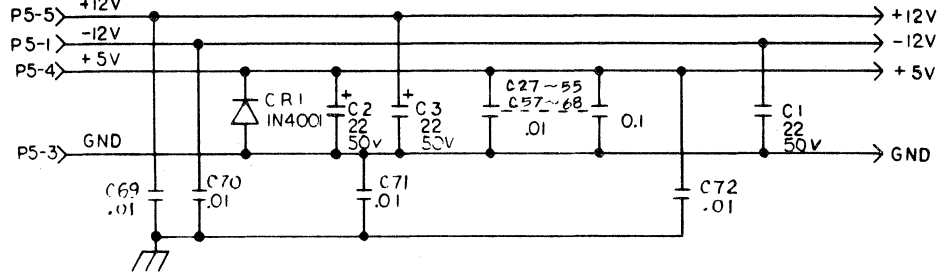 P5-5 +12V +12V
P5-1 -12V -12V
P5-4 +5V +5V
CR1
1N4001
+
C2
22
50V
+
C3
22
50V
C27~55
C57~68
.01
0.1
C1
22
50V
P5-3 GND GND
C69
.01
C70
.01
C71
.01
C72
.01